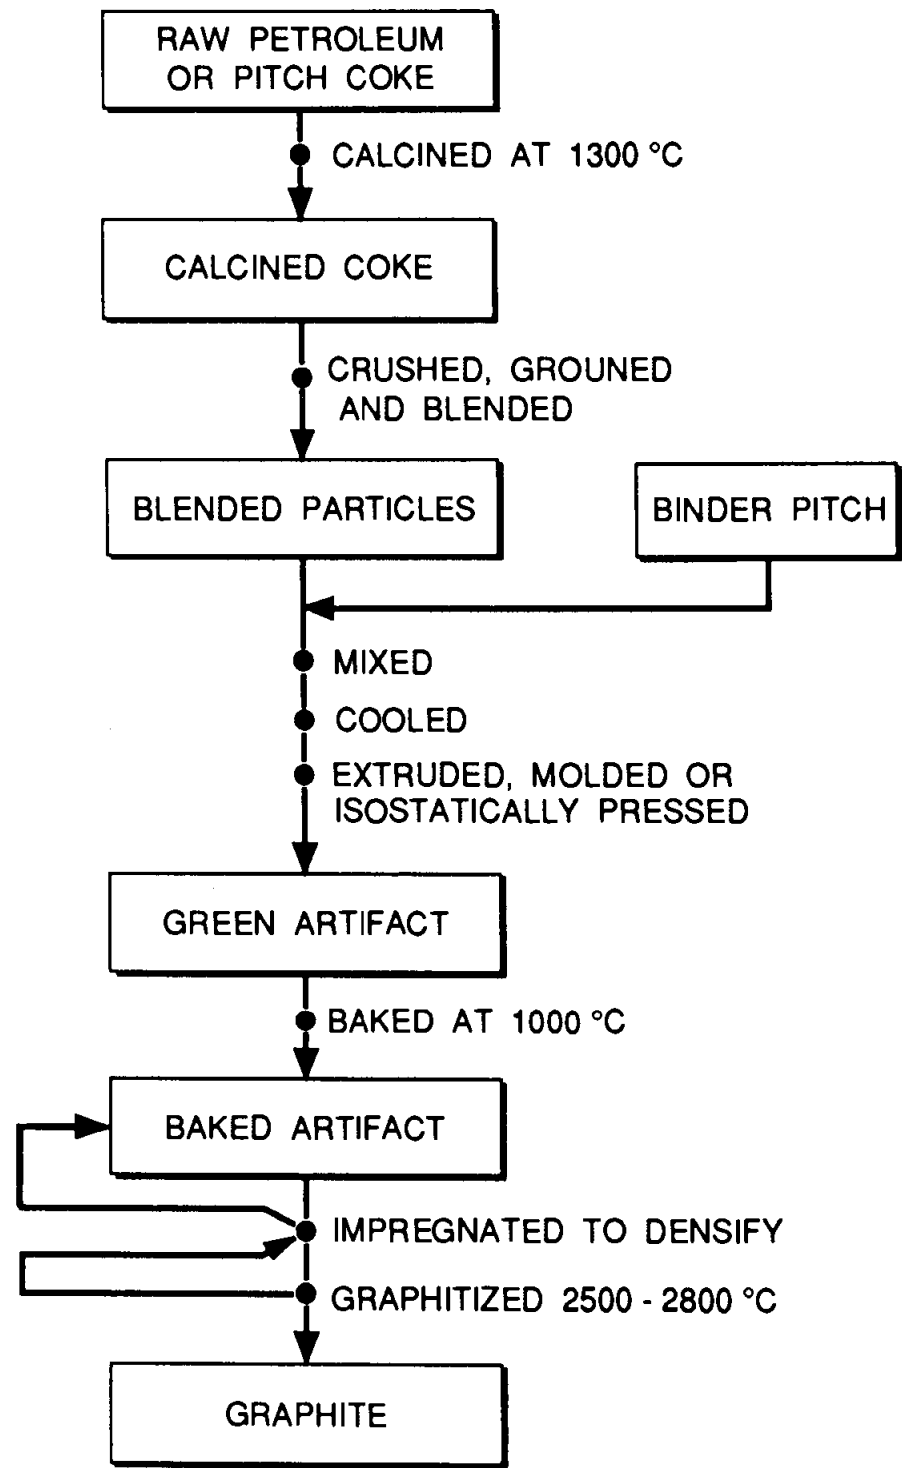 RAW PETROLEUM
OR PITCH COKE
CALCINED AT 1300 °C
CALCINED COKE
CRUSHED, GROUNED
AND BLENDED
BLENDED PARTICLES
BINDER PITCH
MIXED
COOLED
EXTRUDED, MOLDED OR
ISOSTATICALLY PRESSED
GREEN ARTIFACT
BAKED AT 1000 °C
BAKED ARTIFACT
IMPREGNATED TO DENSIFY
GRAPHITIZED 2500 - 2800 °C
GRAPHITE